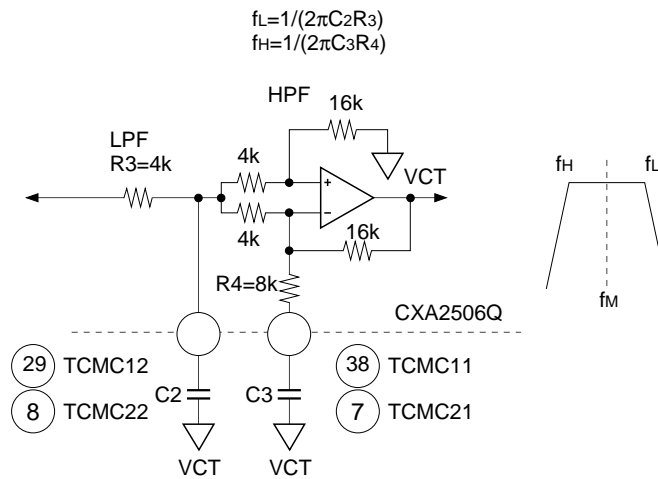 fL=1/(2πC2R3)
fH=1/(2πC3R4)
HPF
16k
LPF
R3=4k
4k
VCT
fH
fL
+
−
4k
16k
R4=8k
fM
CXA2506Q
29 TCMC12
38 TCMC11
C2
C3
8 TCMC22
7 TCMC21
VCT
VCT